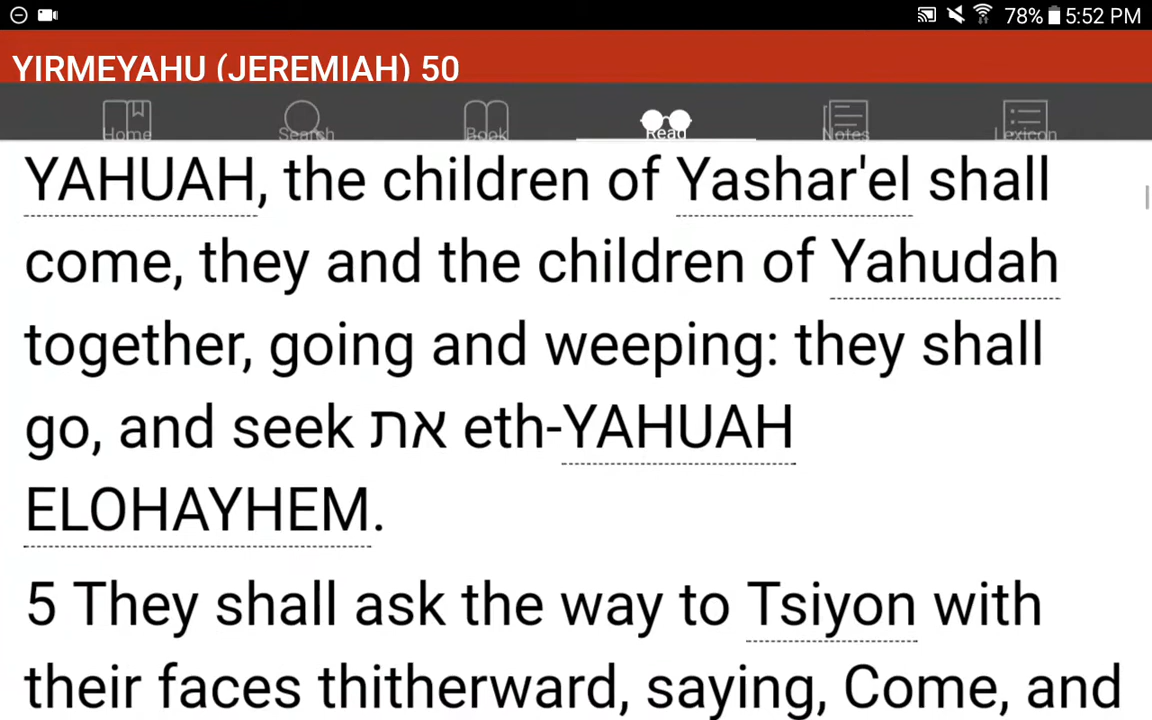 78% 5:52 PM
YIRMEYAHU (JEREMIAH) 50
Home Search Book Read Notes Lexicon
YAHUAH, the children of Yashar'el shall
come, they and the children of Yahudah
together, going and weeping: they shall
go, and seek את eth-YAHUAH
ELOHAYHEM.
5 They shall ask the way to Tsiyon with
their faces thitherward, saying, Come, and